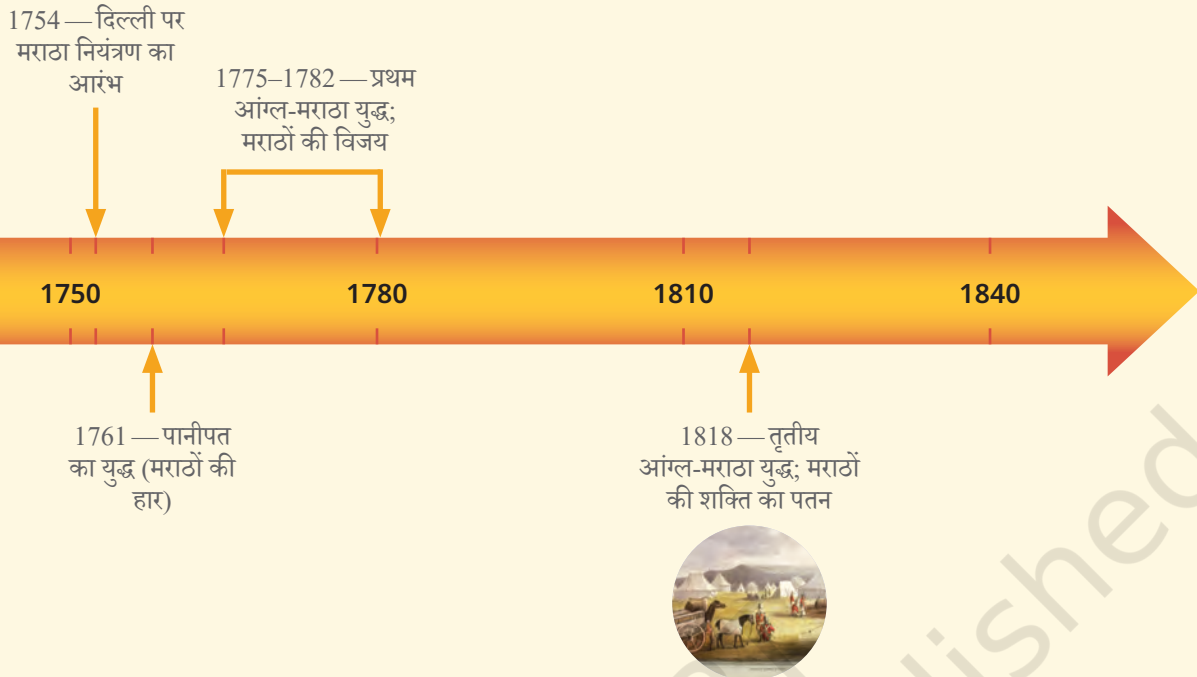 1754 — दिल्ली पर
मराठा नियंत्रण का
आरंभ
1775–1782 — प्रथम
आंग्ल-मराठा युद्ध;
मराठों की विजय
1750
1780
1810
1840
1761 — पानीपत
का युद्ध (मराठों की
हार)
1818 — तृतीय
आंग्ल-मराठा युद्ध; मराठों
की शक्ति का पतन